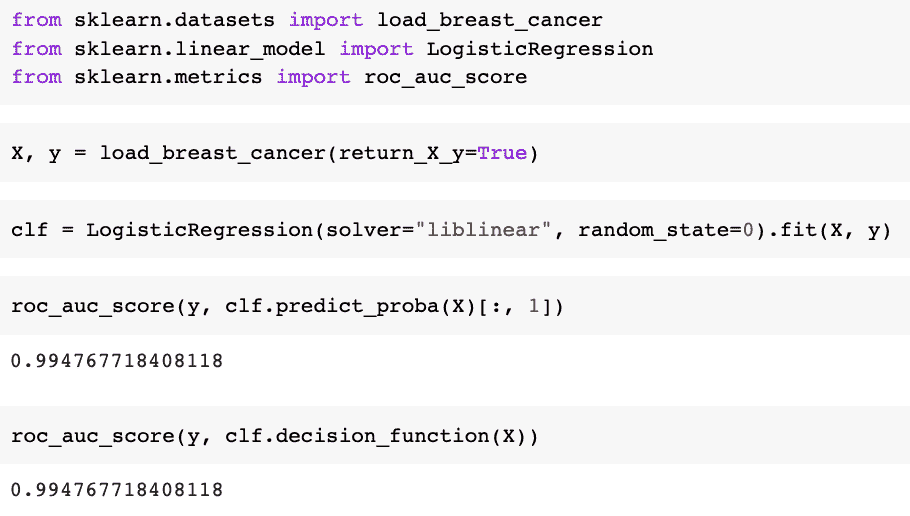 from sklearn.datasets import load_breast_cancer
from sklearn.linear_model import LogisticRegression
from sklearn.metrics import roc_auc_score
X, y = load_breast_cancer(return_X_y=True)
clf = LogisticRegression(solver="liblinear", random_state=0).fit(X, y)
roc_auc_score(y, clf.predict_proba(X)[:, 1])
0.994767718408118
roc_auc_score(y, clf.decision_function(X))
0.994767718408118